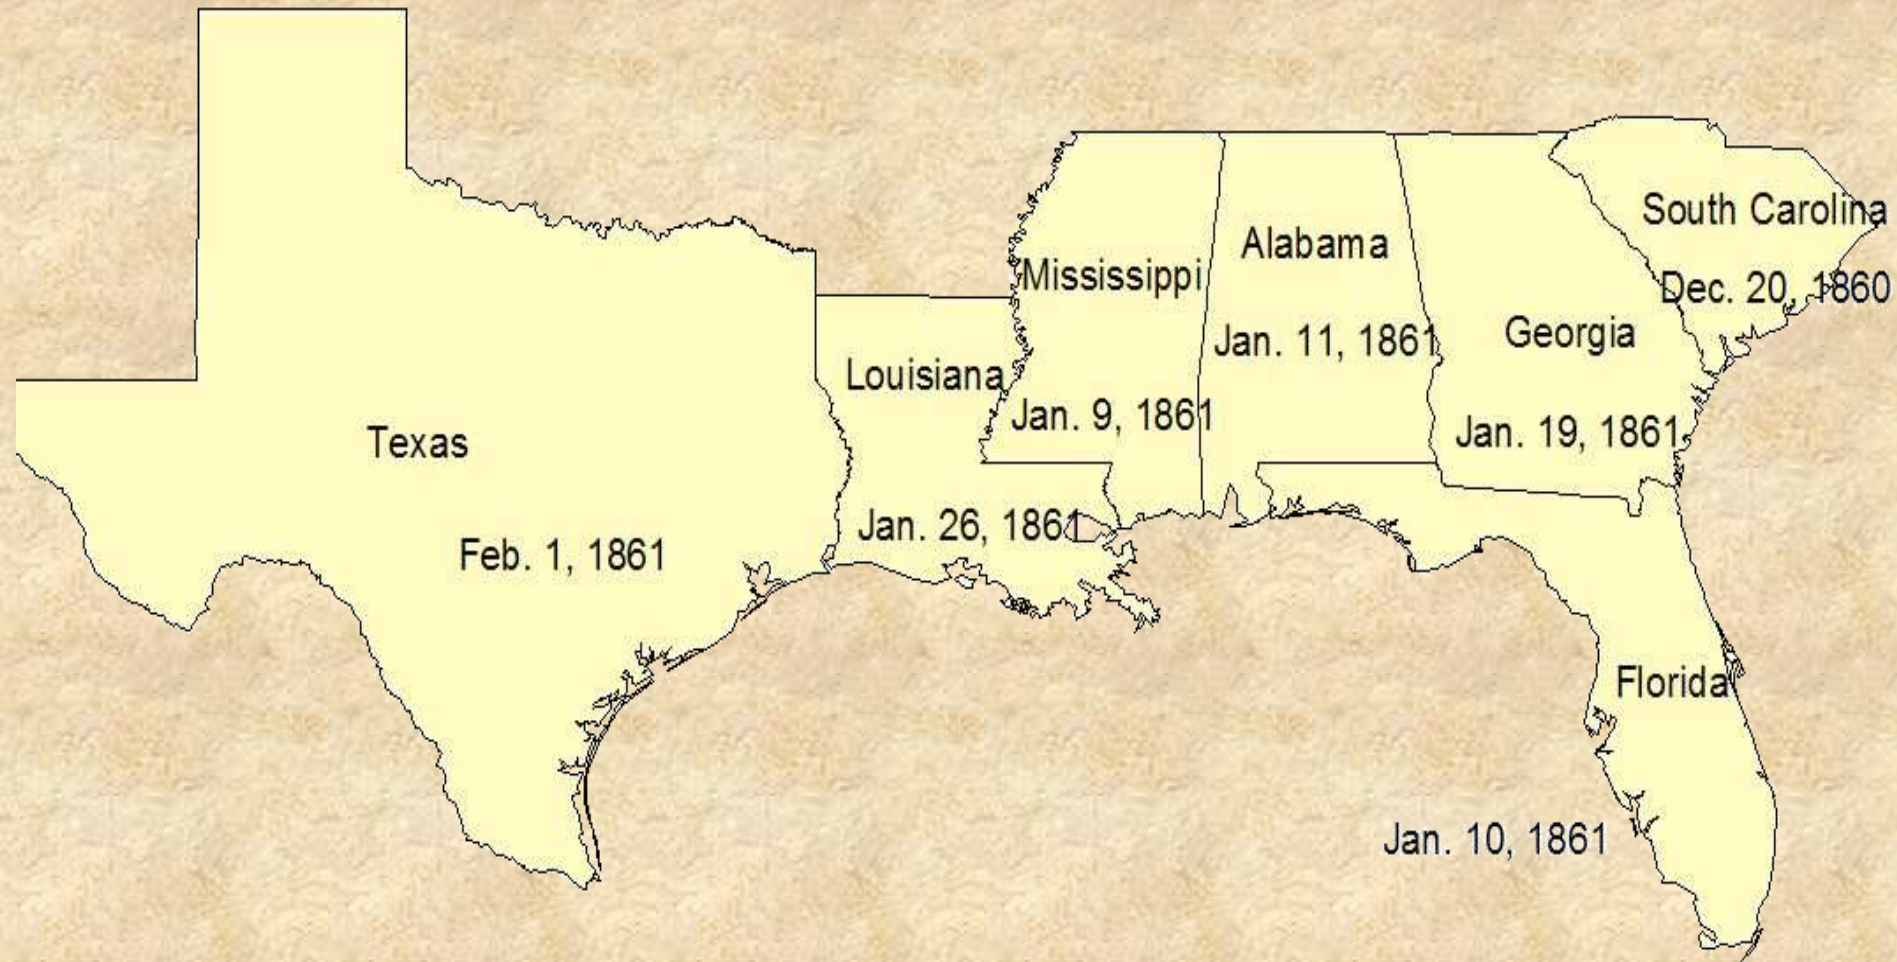 South Carolina
Dec. 20, 1860
Alabama
Mississippi
Jan. 11, 1861
Georgia
Louisiana
Jan. 9, 1861
Jan. 19, 1861
Texas
Jan. 26, 1861
Feb. 1, 1861
Florida
Jan. 10, 1861